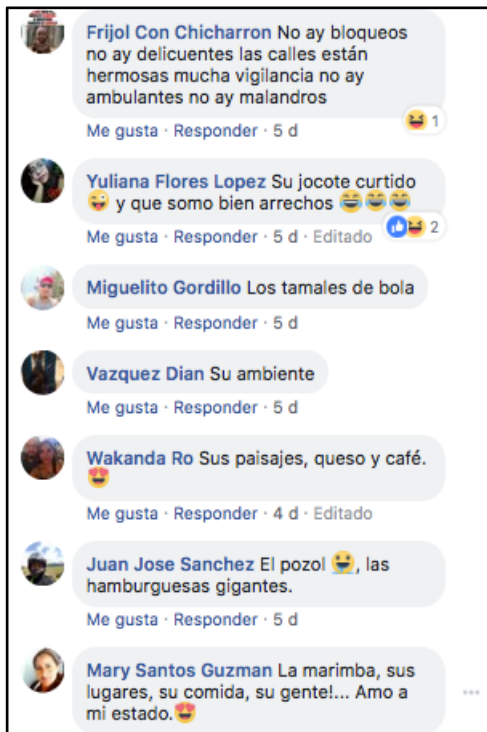 Frijol Con Chicharron No ay bloqueos
no ay delicuentes las calles están
hermosas mucha vigilancia no ay
ambulantes no ay malandros
1
Me gusta · Responder · 5 d
Yuliana Flores Lopez Su jocote curtido
😜 y que somo bien arrechos 😂😂😂
2
Me gusta · Responder · 5 d · Editado
Miguelito Gordillo Los tamales de bola
Me gusta · Responder · 5 d
Vazquez Dian Su ambiente
Me gusta · Responder · 5 d
Wakanda Ro Sus paisajes, queso y café.
😍
Me gusta · Responder · 4 d · Editado
Juan Jose Sanchez El pozol 🤤, las
hamburguesas gigantes.
Me gusta · Responder · 5 d
Mary Santos Guzman La marimba, sus
lugares, su comida, su gente!... Amo a
mi estado.😍